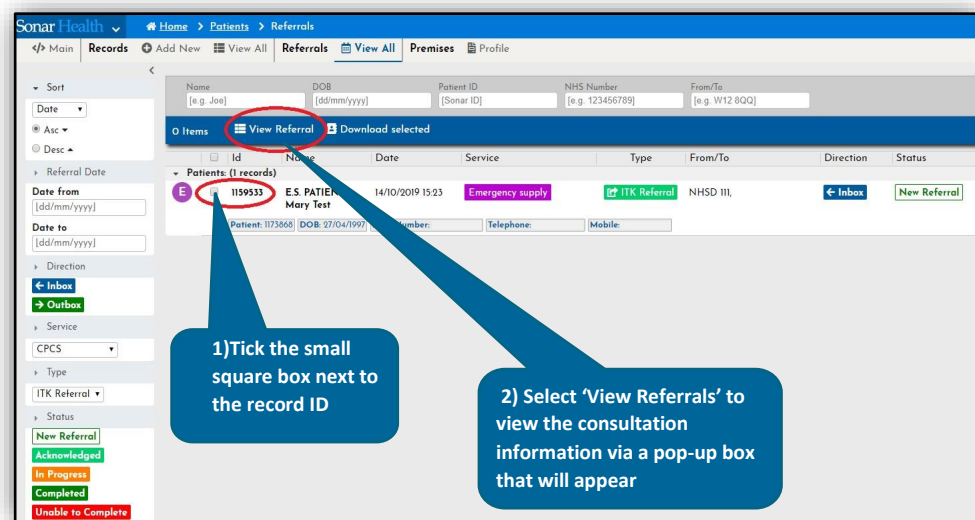 Sonar Health
Home > Patients > Referrals
</> Main Records Add New View All Referrals View All Premises Profile
Sort
Date
Asc
Desc
Referral Date
Date from
[dd/mm/yyyy]
Date to
[dd/mm/yyyy]
Direction
← Inbox
→ Outbox
Service
CPCS
Type
ITK Referral
Status
New Referral
Acknowledged
In Progress
Completed
Unable to Complete
Name DOB Patient ID NHS Number From/To
[e.g. Joe] [dd/mm/yyyy] [Sonar ID] [e.g. 123456789] [e.g. W12 8QQ]
0 Items View Referral Download selected
Id Name Date Service Type From/To Direction Status
Patients: (1 records)
E 1159533 E.S. 14/10/2019 15:23 Emergency supply ITK Referral NHSD 111, ← Inbox New Referral
Mary Test
Patient: 1173868 DOB: 27/04/1997 Telephone: Mobile:
1)Tick the small
square box next to
the record ID
2) Select ‘View Referrals’ to
view the consultation
information via a pop-up box
that will appear